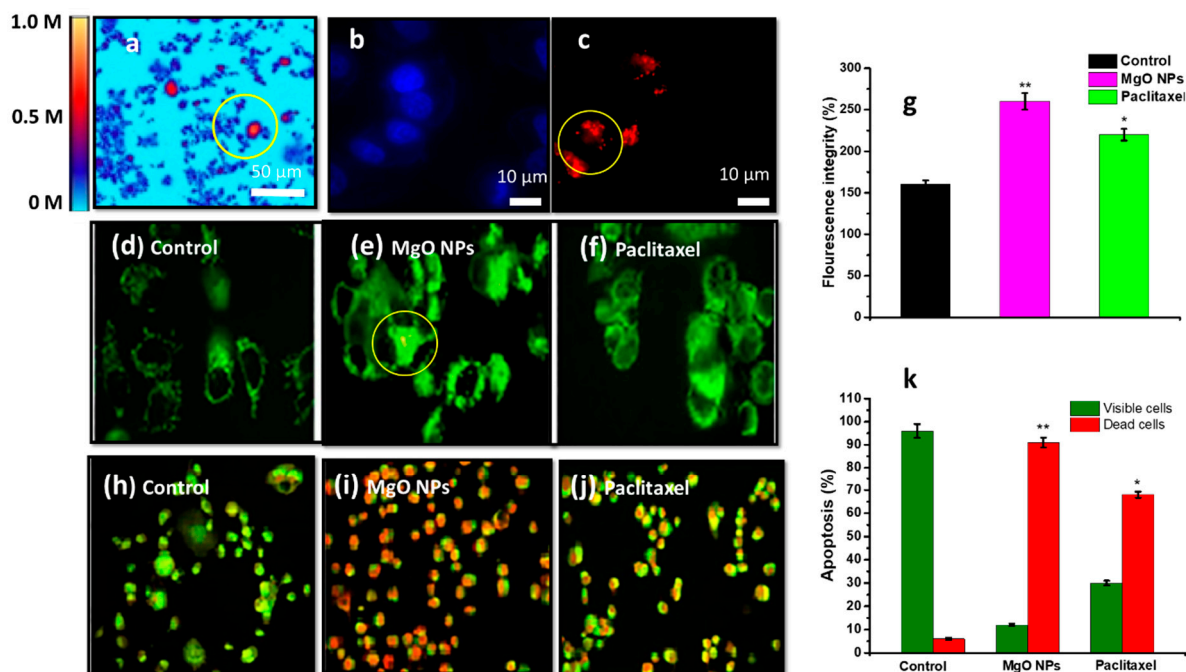 1.0 M
0.5 M
0 M
a
50 µm
b
10 µm
c
10 µm
(d) Control
(e) MgO NPs
(f) Paclitaxel
(h) Control
(i) MgO NPs
(j) Paclitaxel
g
Control
MgO NPs
Paclitaxel
Flourescence integrity (%)
300
250
200
150
100
50
0
**
*
k
Visible cells
Dead cells
Apoptosis (%)
110
100
90
80
70
60
50
40
30
20
10
0
**
*
Control
MgO NPs
Paclitaxel